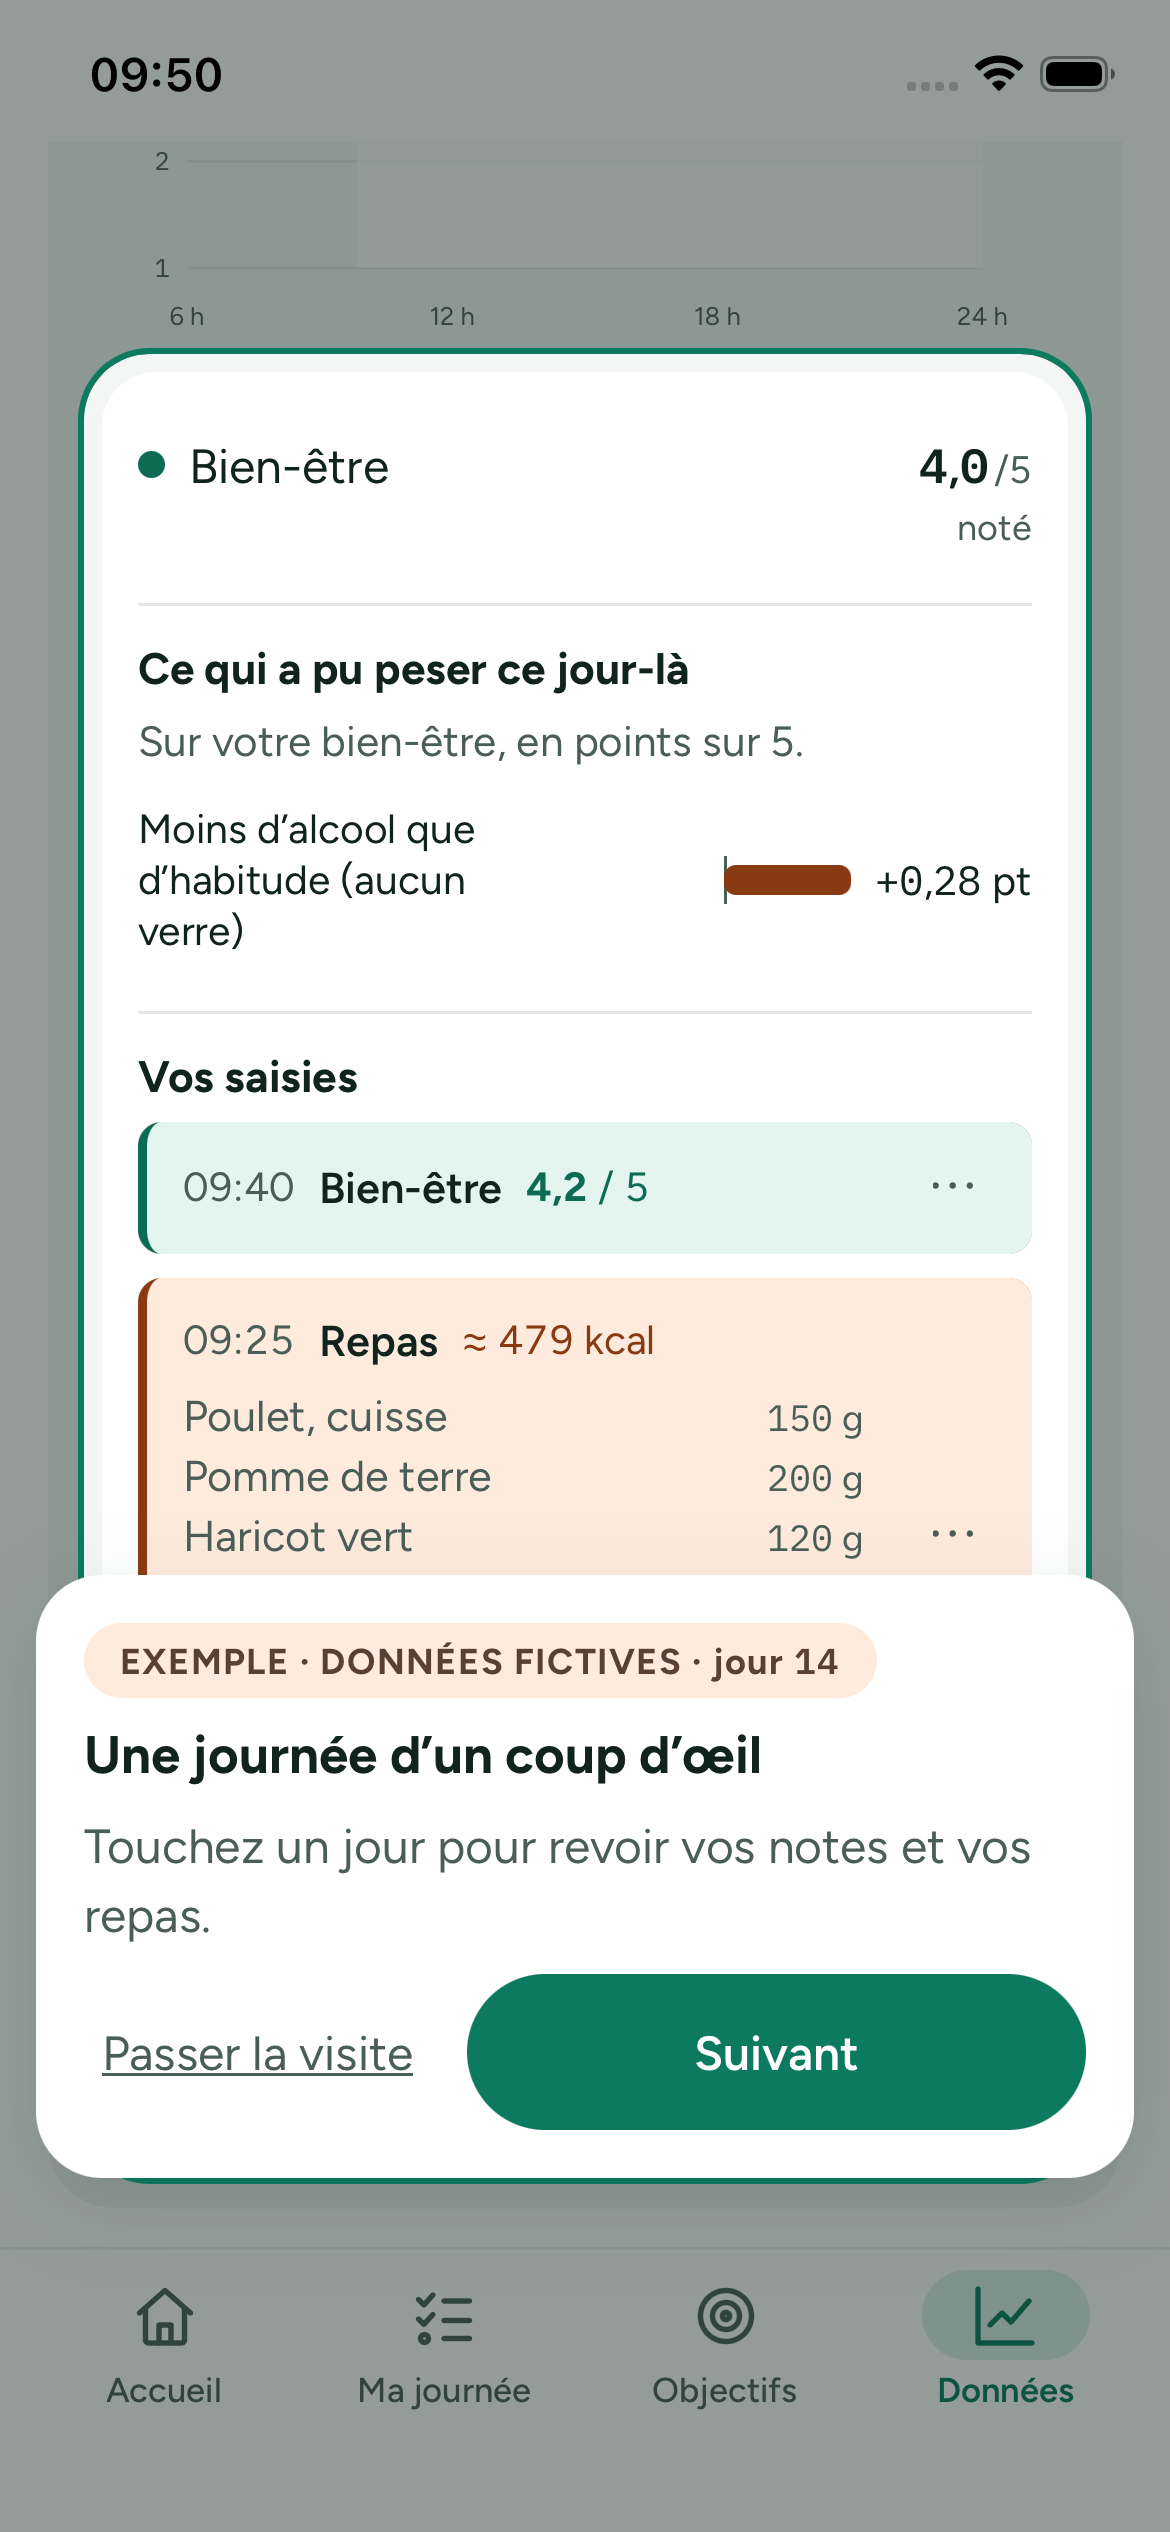 09:50
2
1
6 h 12 h 18 h 24 h
Bien-être 4,0/5
noté
Ce qui a pu peser ce jour-là
Sur votre bien-être, en points sur 5.
Moins d’alcool que
d’habitude (aucun
verre)
+0,28 pt
Vos saisies
09:40 Bien-être 4,2 / 5 ···
09:25 Repas ≈ 479 kcal
Poulet, cuisse 150 g
Pomme de terre 200 g
Haricot vert 120 g ···
EXEMPLE · DONNÉES FICTIVES · jour 14
Une journée d’un coup d’œil
Touchez un jour pour revoir vos notes et vos
repas.
Passer la visite
Suivant
Accueil Ma journée Objectifs Données